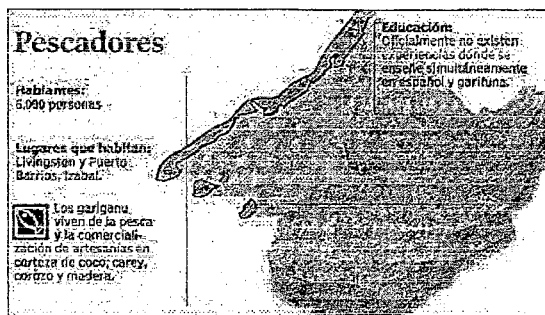 Pescadores
Hablantes:
6,000 personas
Lugares que habitan:
Livingston y Puerto
Barrios, Izabal.
Los gariganu
viven de la pesca
y la comerciali-
zación de artesanías en
corteza de coco, carey,
corozo y madera.
Educación:
Oficialmente no existen
experiencias donde se
enseñe simultáneamente
en español y garífuna.